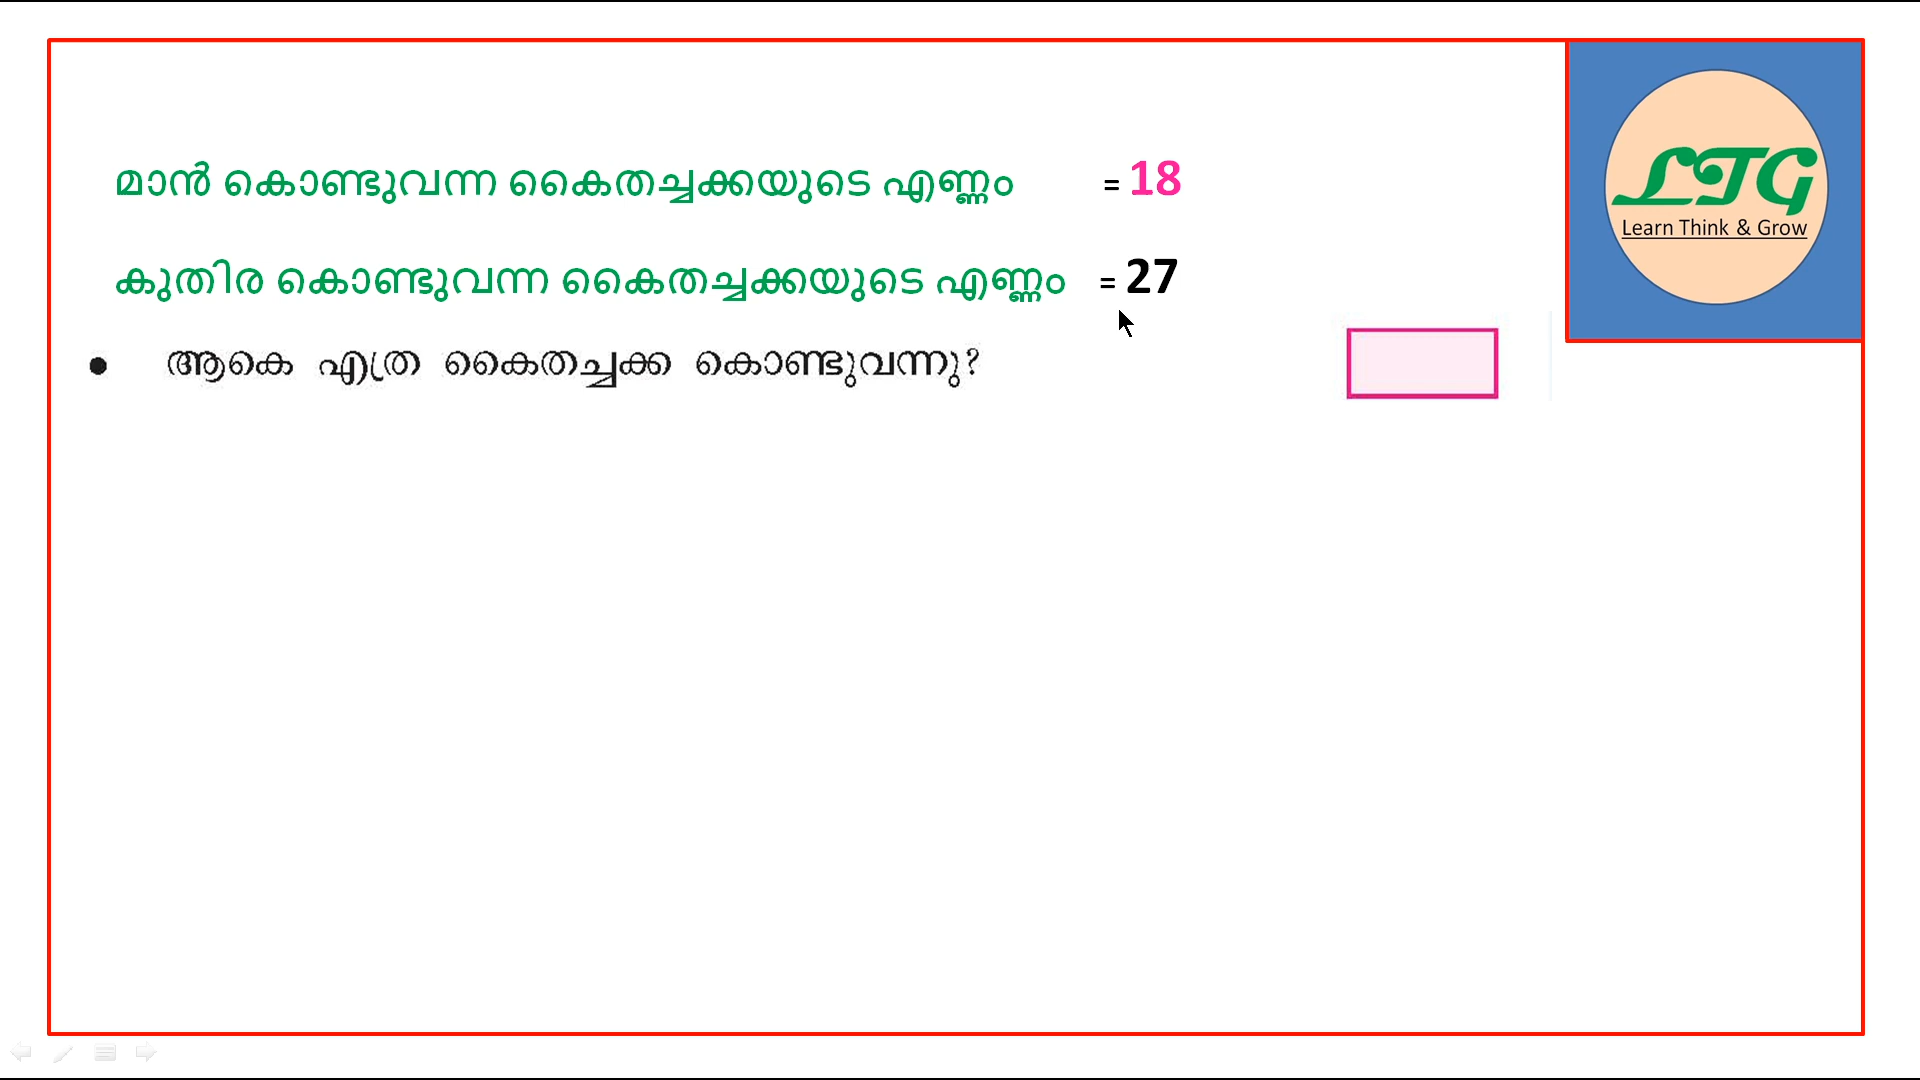 മാൻ കൊണ്ടുവന്ന കൈതച്ചക്കയുടെ എണ്ണം = 18
കുതിര കൊണ്ടുവന്ന കൈതച്ചക്കയുടെ എണ്ണം = 27
• ആകെ എത്ര കൈതച്ചക്ക കൊണ്ടുവന്നു?
LTG
Learn Think & Grow